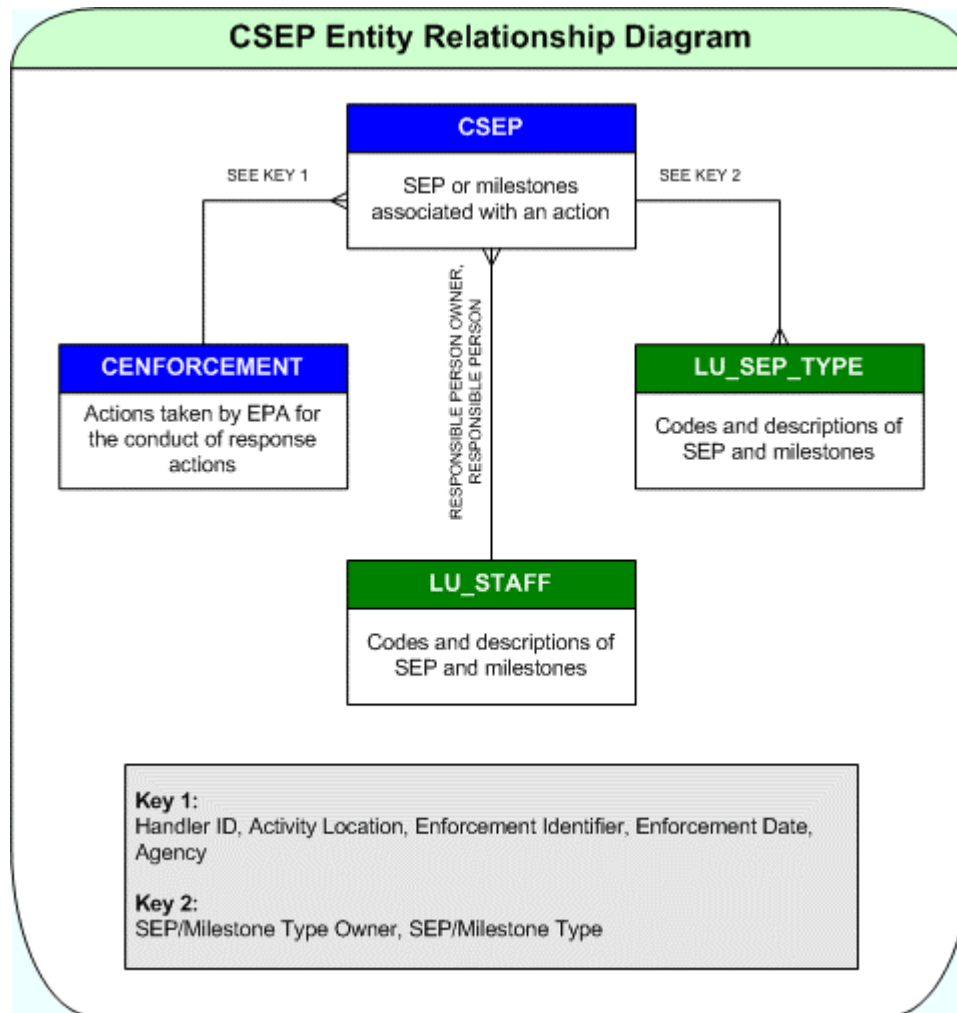 CSEP Entity Relationship Diagram
CSEP
SEP or milestones
associated with an action
SEE KEY 1
SEE KEY 2
CENFORCEMENT
Actions taken by EPA for
the conduct of response
actions
RESPONSIBLE PERSON OWNER,
RESPONSIBLE PERSON
LU_SEP_TYPE
Codes and descriptions of
SEP and milestones
LU_STAFF
Codes and descriptions of
SEP and milestones
Key 1:
Handler ID, Activity Location, Enforcement Identifier, Enforcement Date,
Agency
Key 2:
SEP/Milestone Type Owner, SEP/Milestone Type